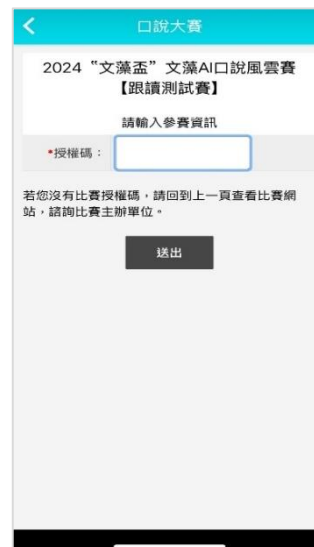 口說大賽
2024 “文藻盃” 文藻AI口說風雲賽
【跟讀測試賽】
請輸入參賽資訊
*授權碼：
若您沒有比賽授權碼，請回到上一頁查看比賽網
站，諮詢比賽主辦單位。
送出